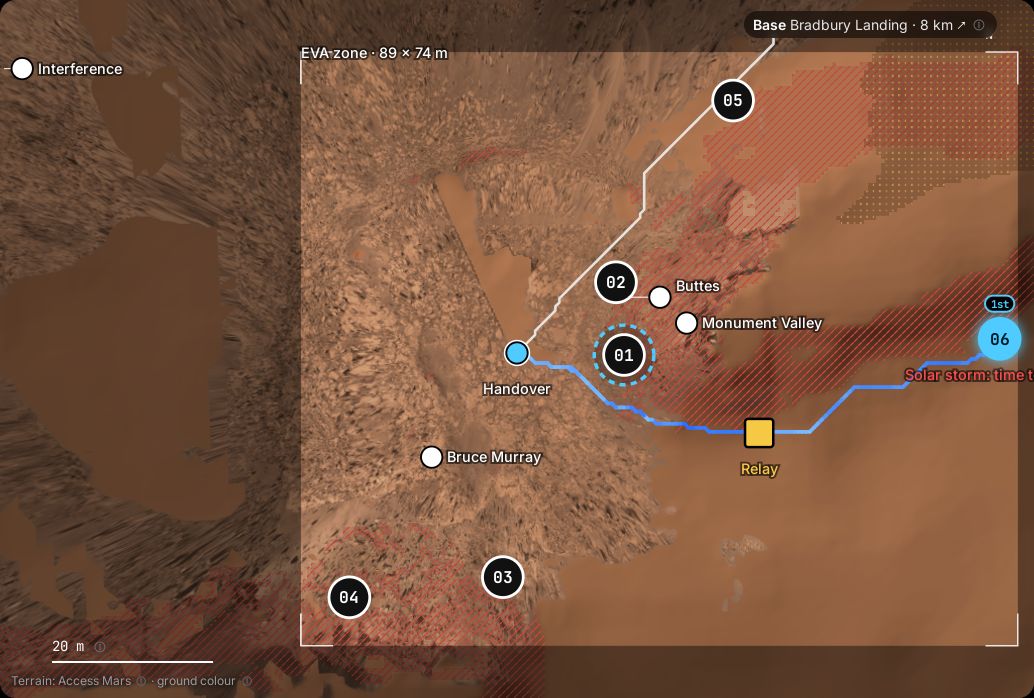 Base Bradbury Landing · 8 km ↗ ⓘ
EVA zone · 89 × 74 m
Interference
05
02
Buttes
Monument Valley
1st
01
06
Handover
Solar storm: time t
Bruce Murray
Relay
03
04
20 m ⓘ
Terrain: Access Mars ⓘ · ground colour ⓘ